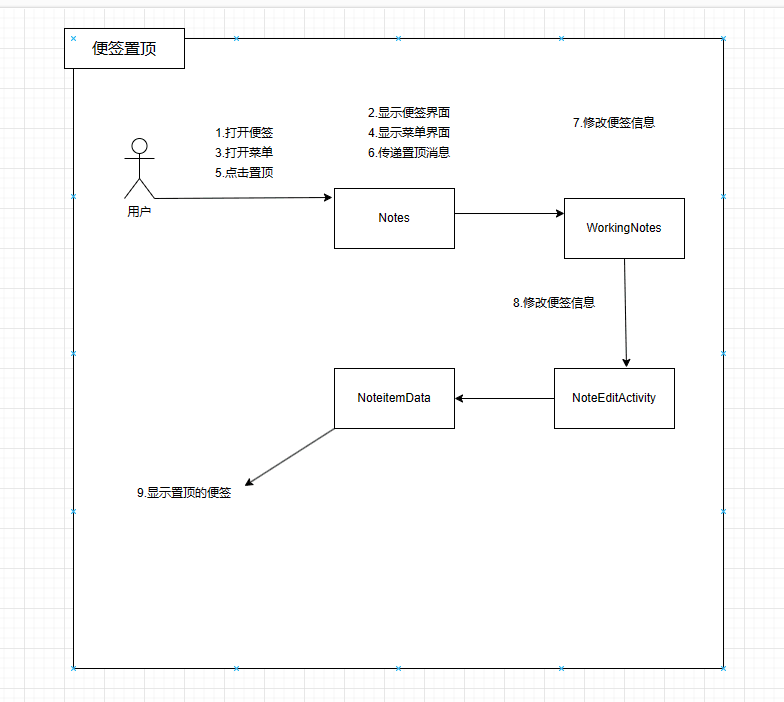 便签置顶
1.打开便签
3.打开菜单
5.点击置顶
2.显示便签界面
4.显示菜单界面
6.传递置顶消息
7.修改便签信息
用户
Notes
WorkingNotes
8.修改便签信息
NoteitemData
NoteEditActivity
9.显示置顶的便签